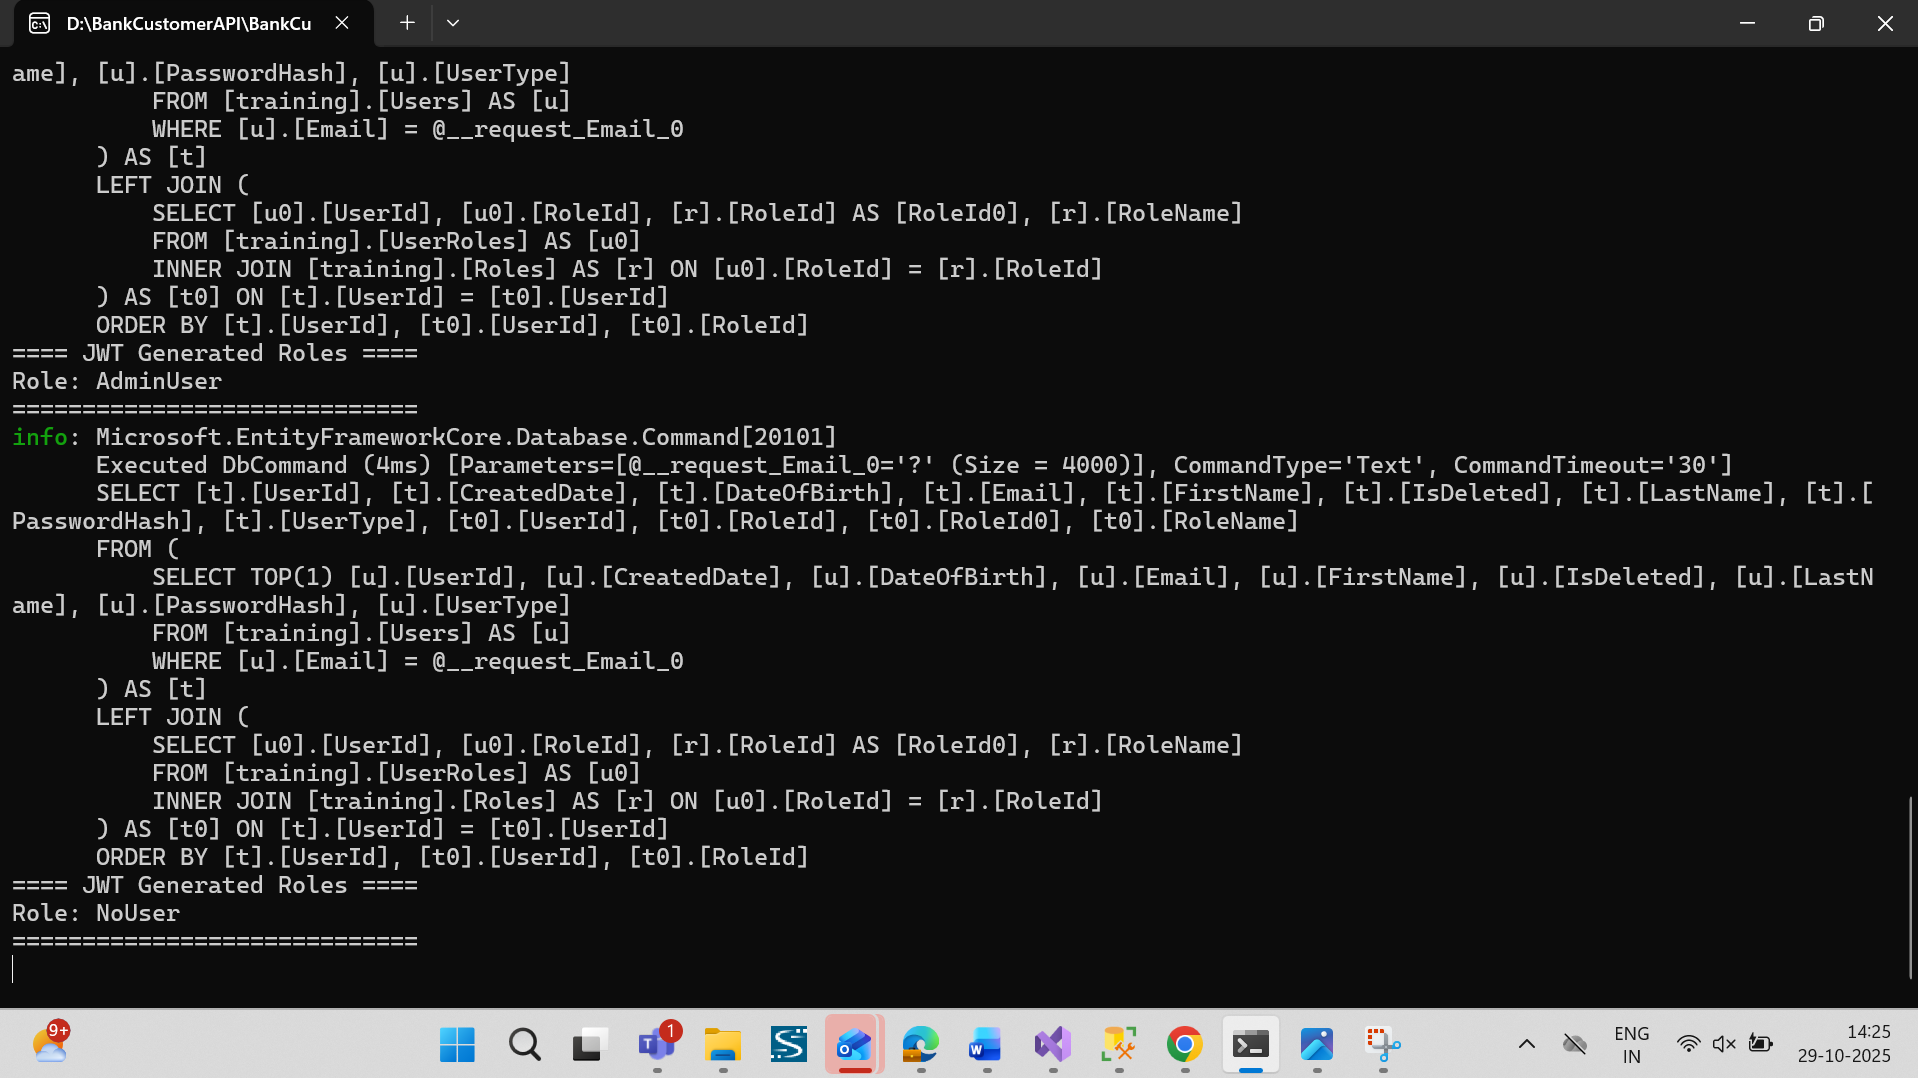 D:\BankCustomerAPI\BankCu
ame], [u].[PasswordHash], [u].[UserType]
FROM [training].[Users] AS [u]
WHERE [u].[Email] = @__request_Email_0
) AS [t]
LEFT JOIN (
SELECT [u0].[UserId], [u0].[RoleId], [r].[RoleId] AS [RoleId0], [r].[RoleName]
FROM [training].[UserRoles] AS [u0]
INNER JOIN [training].[Roles] AS [r] ON [u0].[RoleId] = [r].[RoleId]
) AS [t0] ON [t].[UserId] = [t0].[UserId]
ORDER BY [t].[UserId], [t0].[UserId], [t0].[RoleId]
==== JWT Generated Roles ====
Role: AdminUser
=============================
info: Microsoft.EntityFrameworkCore.Database.Command[20101]
Executed DbCommand (4ms) [Parameters=[@__request_Email_0='?' (Size = 4000)], CommandType='Text', CommandTimeout='30']
SELECT [t].[UserId], [t].[CreatedDate], [t].[DateOfBirth], [t].[Email], [t].[FirstName], [t].[IsDeleted], [t].[LastName], [t].[
PasswordHash], [t].[UserType], [t0].[UserId], [t0].[RoleId], [t0].[RoleId0], [t0].[RoleName]
FROM (
SELECT TOP(1) [u].[UserId], [u].[CreatedDate], [u].[DateOfBirth], [u].[Email], [u].[FirstName], [u].[IsDeleted], [u].[LastN
ame], [u].[PasswordHash], [u].[UserType]
FROM [training].[Users] AS [u]
WHERE [u].[Email] = @__request_Email_0
) AS [t]
LEFT JOIN (
SELECT [u0].[UserId], [u0].[RoleId], [r].[RoleId] AS [RoleId0], [r].[RoleName]
FROM [training].[UserRoles] AS [u0]
INNER JOIN [training].[Roles] AS [r] ON [u0].[RoleId] = [r].[RoleId]
) AS [t0] ON [t].[UserId] = [t0].[UserId]
ORDER BY [t].[UserId], [t0].[UserId], [t0].[RoleId]
==== JWT Generated Roles ====
Role: NoUser
=============================
9+
1
ENG
IN
14:25
29-10-2025